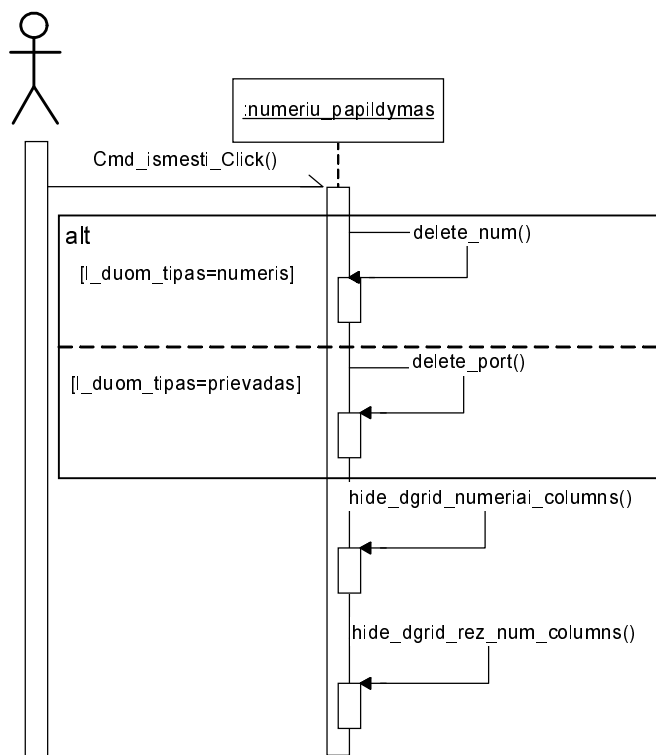 :numeriu_papildymas
Cmd_ismesti_Click()
alt
delete_num()
[l_duom_tipas=numeris]
delete_port()
[l_duom_tipas=prievadas]
hide_dgrid_numeriai_columns()
hide_dgrid_rez_num_columns()